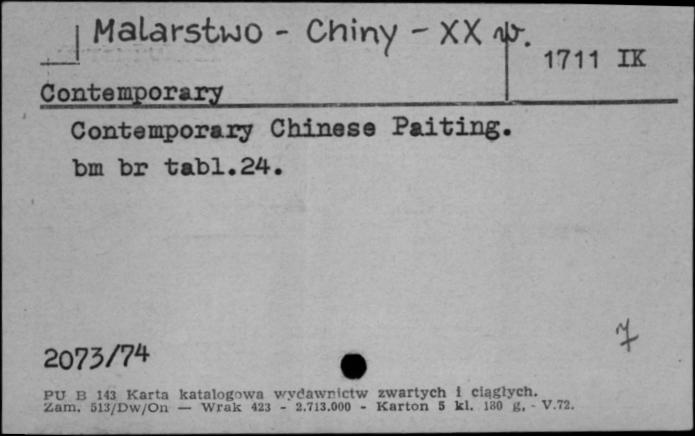 Malarstwo - Chiny - XX w.
1711 IK
Contemporary
Contemporary Chinese Paiting.
bm br tabl.24.
7
2073/74
PU B 143 Karta katalogowa wydawnictw zwartych i ciągłych.
Zam. 513/Dw/On — Wrak 423 - 2.713.000 - Karton 5 kl. 180 g. - V.72.